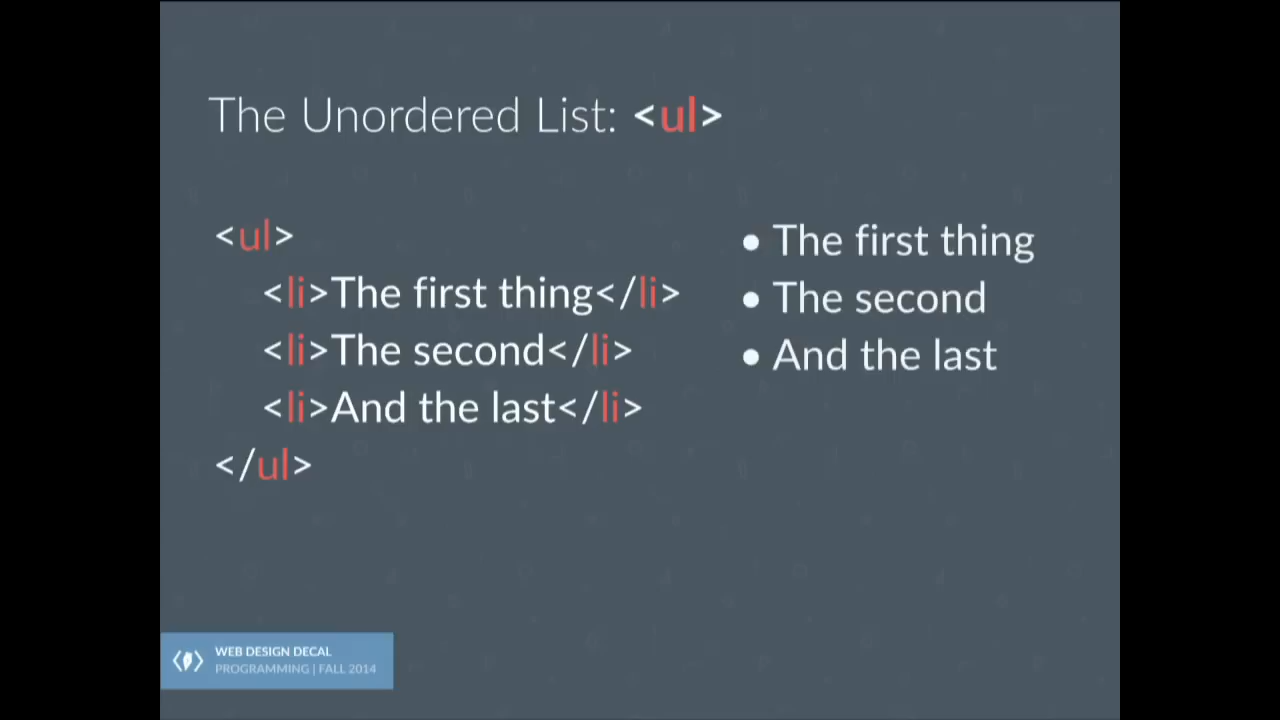 The Unordered List: <ul>
<ul>
<li>The first thing</li>
<li>The second</li>
<li>And the last</li>
</ul>
• The first thing
• The second
• And the last
WEB DESIGN DECAL
PROGRAMMING | FALL 2014